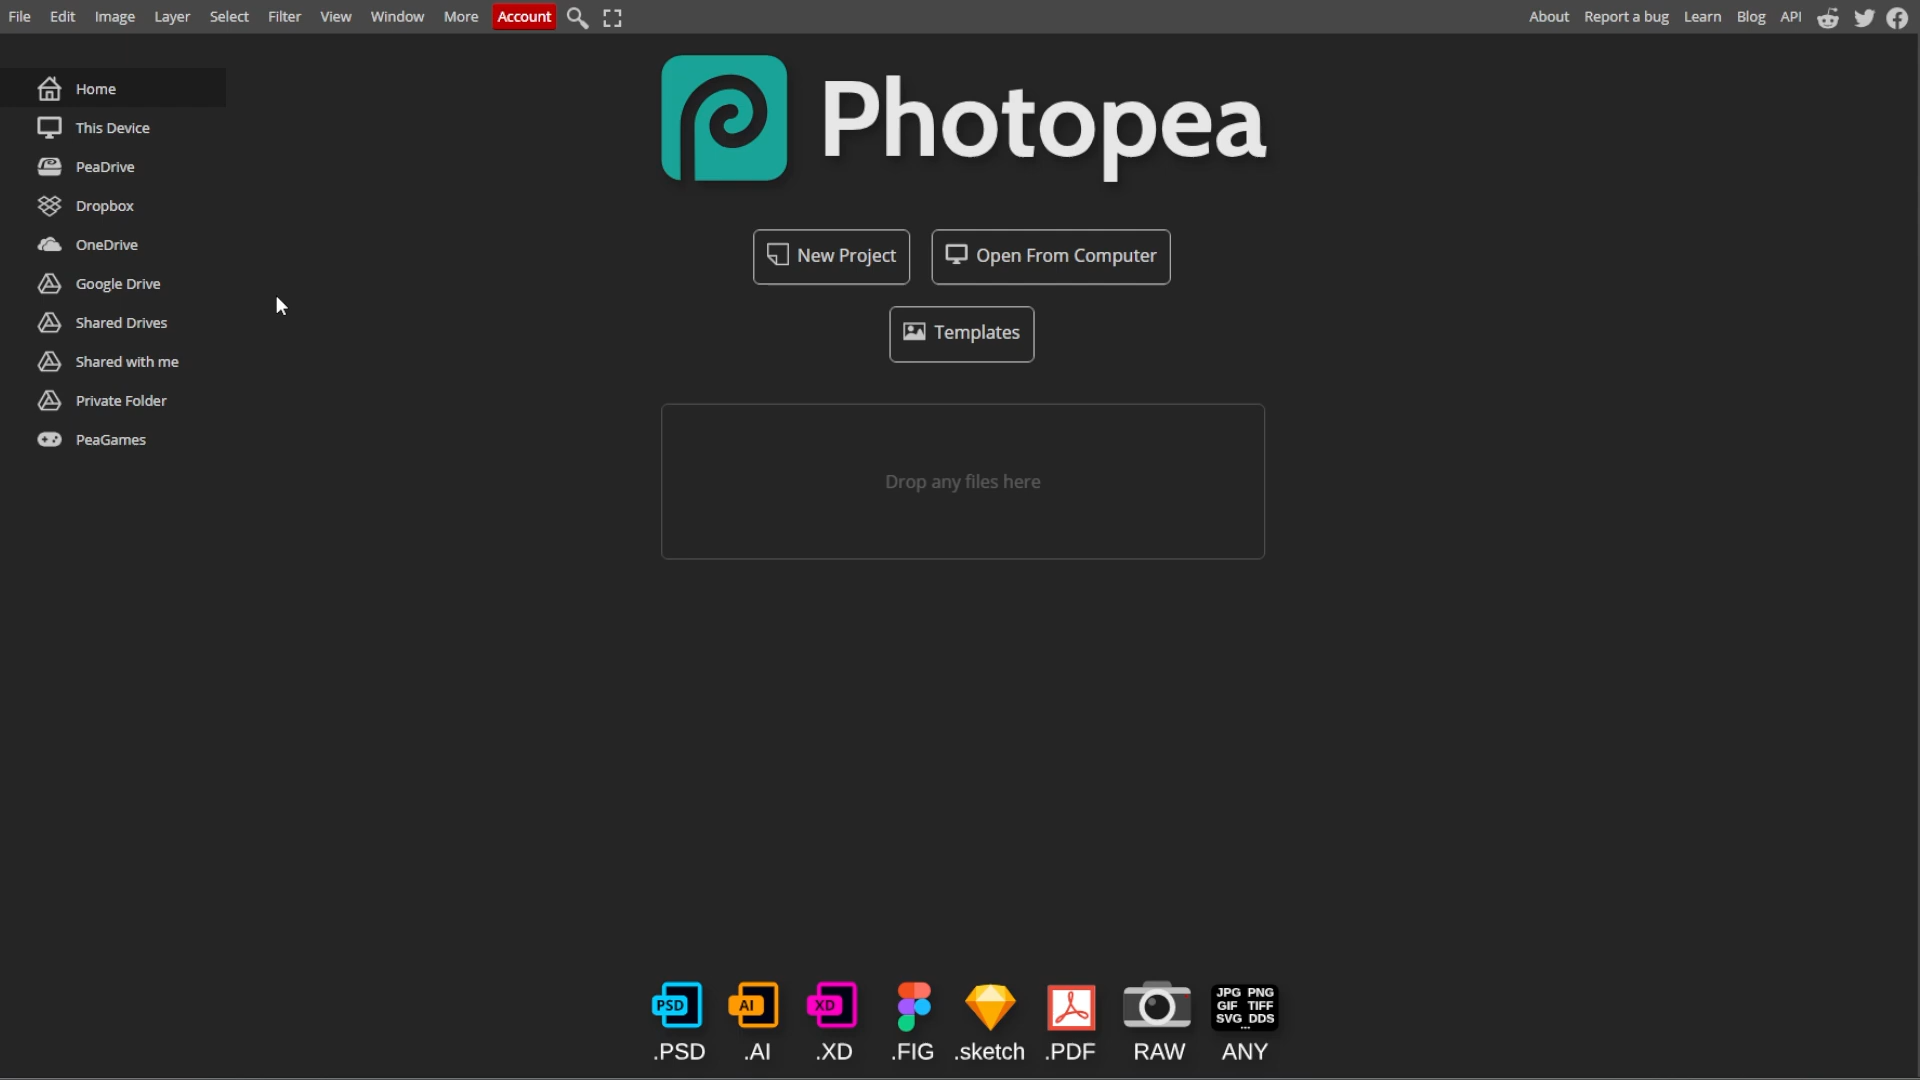 File Edit Image Layer Select Filter View Window More Account About Report a bug Learn Blog API
Home
This Device
PeaDrive
Dropbox
OneDrive
Google Drive
Shared Drives
Shared with me
Private Folder
PeaGames
Photopea
New Project Open From Computer
Templates
Drop any files here
PSD AI XD JPG PNG
GIF TIFF
SVG DDS
...
.PSD .AI .XD .FIG .sketch .PDF RAW ANY